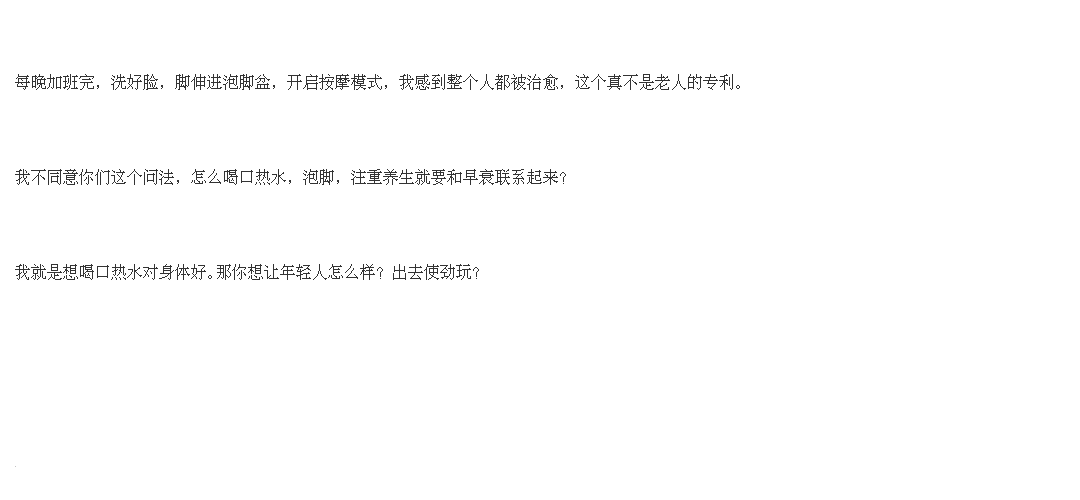 每晚加班完，洗好脸，脚伸进泡脚盆，开启按摩模式，我感到整个人都被治愈，这个真不是老人的专利。
我不同意你们这个问法，怎么喝口热水，泡脚，注重养生就要和早衰联系起来？
我就是想喝口热水对身体好。那你想让年轻人怎么样？出去使劲玩？